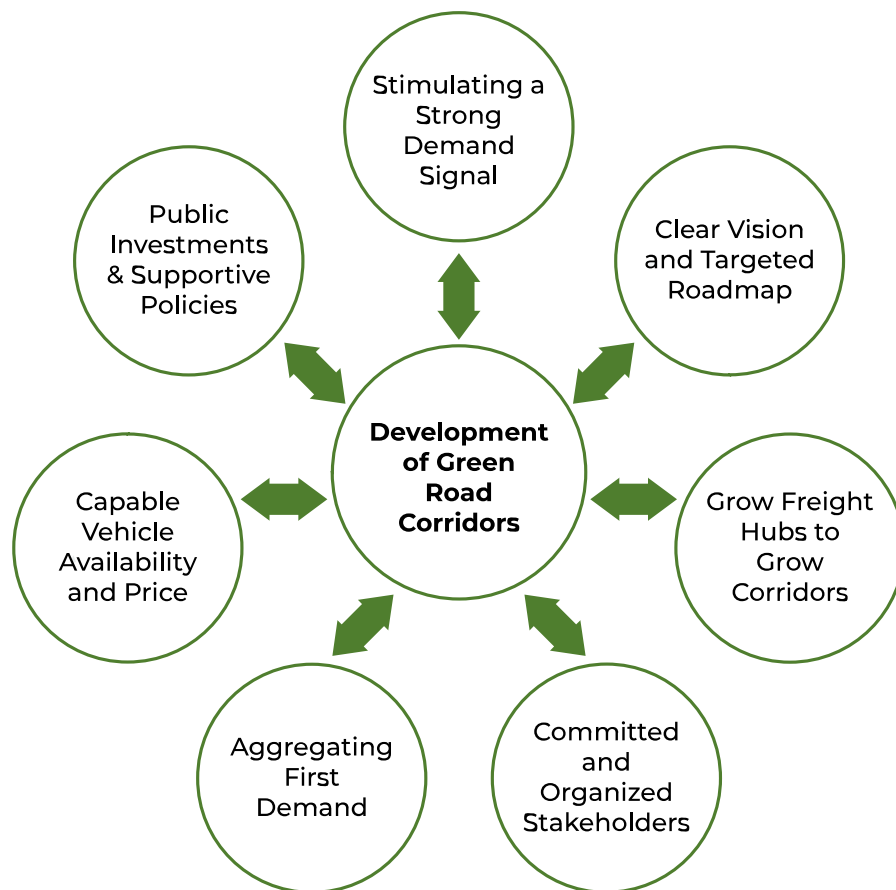 Stimulating a
Strong
Demand
Signal
Clear Vision
and Targeted
Roadmap
Grow Freight
Hubs to
Grow
Corridors
Committed
and
Organized
Stakeholders
Aggregating
First
Demand
Capable
Vehicle
Availability
and Price
Public
Investments
& Supportive
Policies
Development
of Green
Road
Corridors